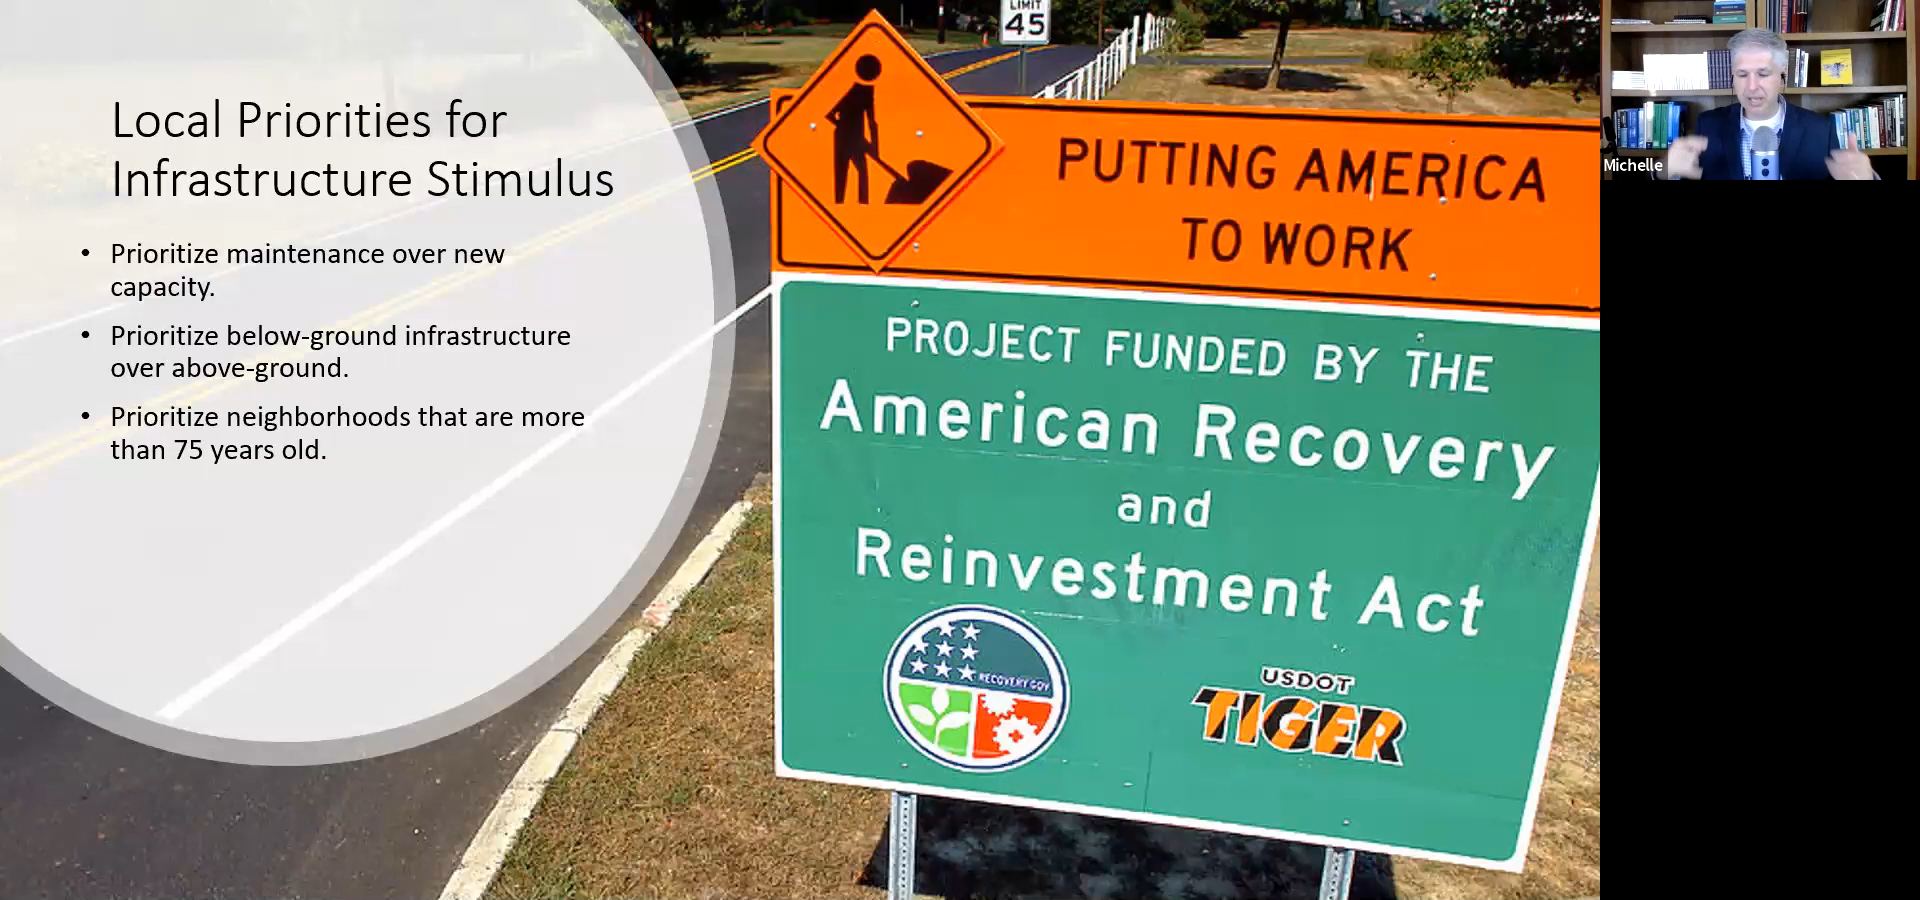 Local Priorities for
Infrastructure Stimulus
• Prioritize maintenance over new
capacity.
• Prioritize below-ground infrastructure
over above-ground.
• Prioritize neighborhoods that are more
than 75 years old.
LIMIT
45
PUTTING AMERICA
TO WORK
PROJECT FUNDED BY THE
American Recovery
and
Reinvestment Act
RECOVERY.GOV
USDOT
TIGER
Michelle